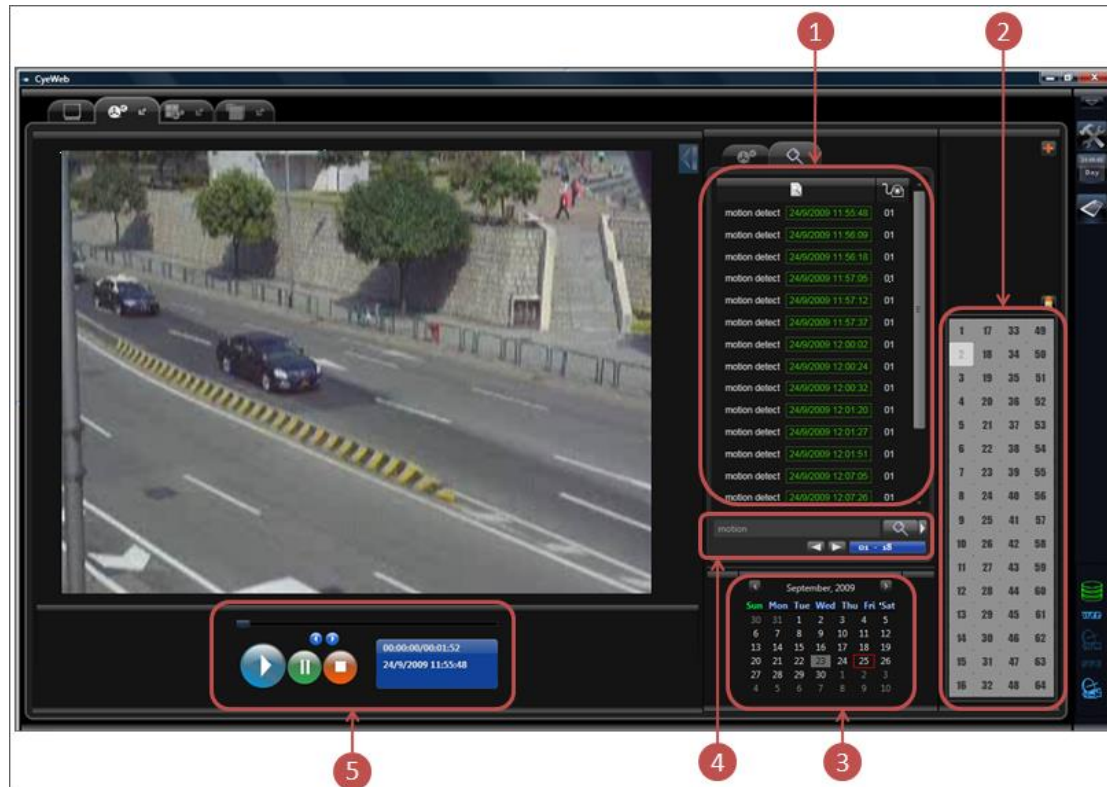 1
2
CyeWeb
Day
motion detect 24/9/2009 11:55:48 01
motion detect 24/9/2009 11:56:09 01
motion detect 24/9/2009 11:56:18 01
motion detect 24/9/2009 11:57:05 01
motion detect 24/9/2009 11:57:12 01
motion detect 24/9/2009 11:57:37 01
motion detect 24/9/2009 12:00:02 01
motion detect 24/9/2009 12:00:24 01
motion detect 24/9/2009 12:00:32 01
motion detect 24/9/2009 12:01:20 01
motion detect 24/9/2009 12:01:27 01
motion detect 24/9/2009 12:01:51 01
motion detect 24/9/2009 12:07:05 01
motion detect 24/9/2009 12:07:26 01
motion
01 - 18
1 17 33 49
2 18 34 50
3 19 35 51
4 20 36 52
5 21 37 53
6 22 38 54
7 23 39 55
8 24 40 56
9 25 41 57
10 26 42 58
11 27 43 59
12 28 44 60
13 29 45 61
14 30 46 62
15 31 47 63
16 32 48 64
September, 2009
Sun Mon Tue Wed Thu Fri Sat
30 31 1 2 3 4 5
6 7 8 9 10 11 12
13 14 15 16 17 18 19
20 21 22 23 24 25 26
27 28 29 30 1 2 3
4 5 6 7 8 9 10
00:00:00/00:01:52
24/9/2009 11:55:48
5
4
3